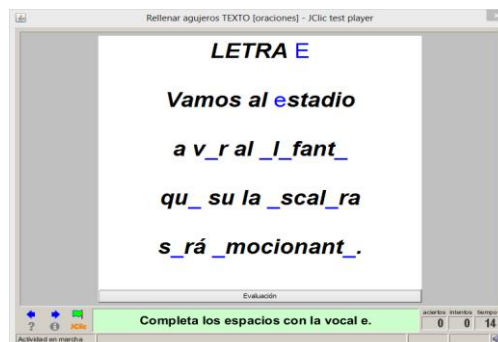 Rellenar agujeros TEXTO [oraciones] - JClic test player
LETRA E
Vamos al estadio
a v_r al _l_fant_
qu_ su la _scal_ra
s_rá _mocionant_.
Evaluación
Completa los espacios con la vocal e.
aciertos intentos tiempo
0 0 14
? JClic
Actividad en marcha